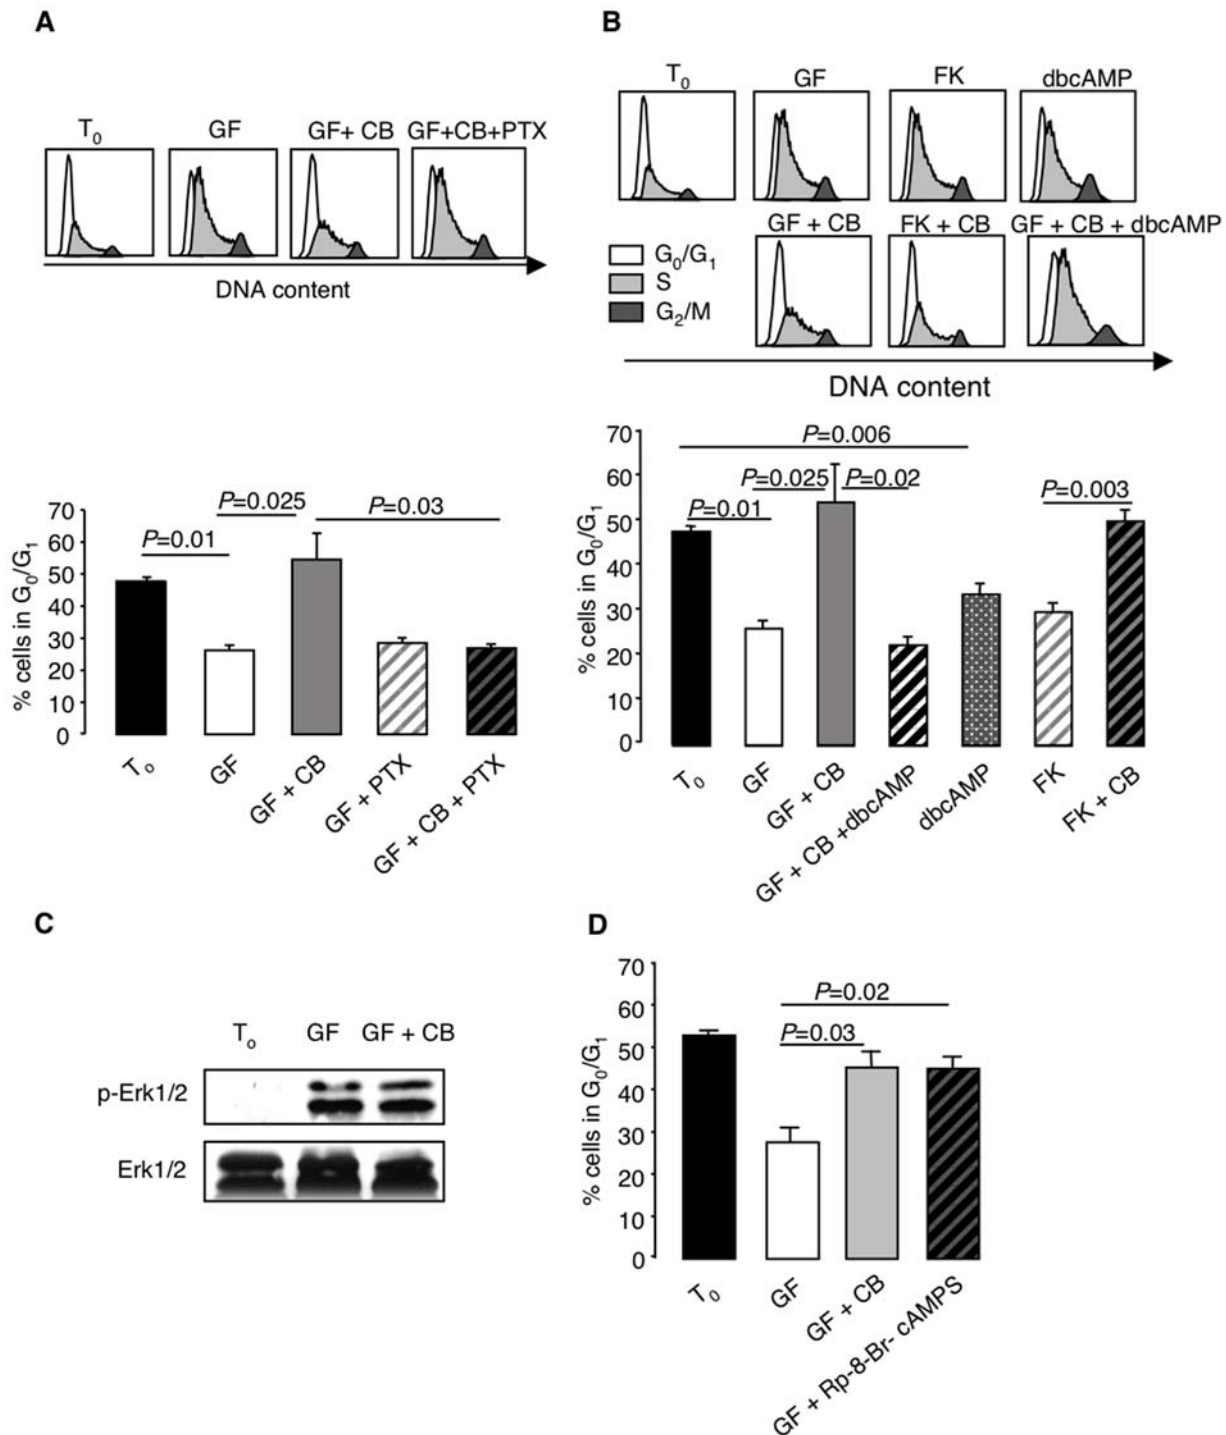 A
T0 GF GF+ CB GF+CB+PTX
DNA content
70
60
50
40
30
20
10
0
% cells in G0/G1
P=0.01
P=0.025
P=0.03
T0
GF
GF + CB
GF + PTX
GF + CB + PTX
B
T0 GF FK dbcAMP
GF + CB FK + CB GF + CB + dbcAMP
G0/G1
S
G2/M
DNA content
70
60
50
40
30
20
10
0
% cells in G0/G1
P=0.006
P=0.025 P=0.02
P=0.01
P=0.003
T0
GF
GF + CB
GF + CB +dbcAMP
dbcAMP
FK
FK + CB
C
To GF GF + CB
p-Erk1/2
Erk1/2
D
70
60
50
40
30
20
10
0
% cells in G0/G1
P=0.02
P=0.03
T0
GF
GF + CB
GF + Rp-8-Br- cAMPS